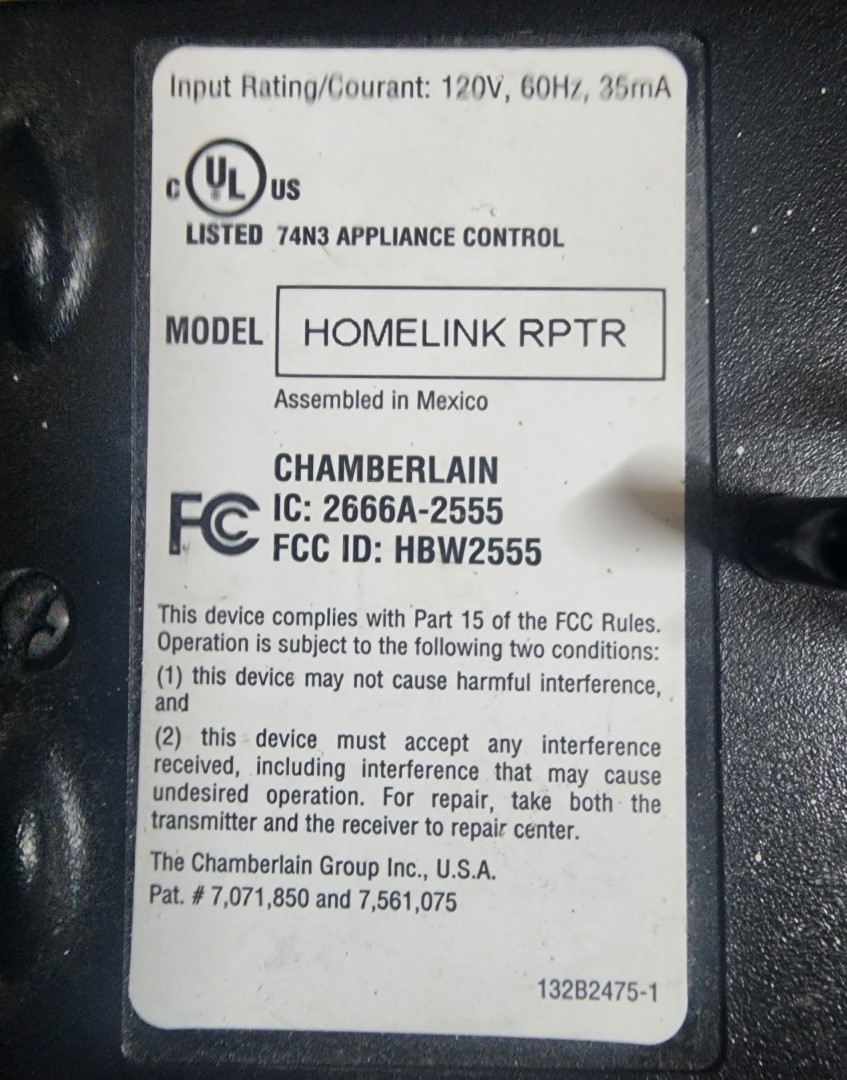 Input Rating/Courant: 120V, 60Hz, 35mA
C UL US
LISTED 74N3 APPLIANCE CONTROL
MODEL HOMELINK RPTR
Assembled in Mexico
CHAMBERLAIN
FC IC: 2666A-2555
FCC ID: HBW2555
This device complies with Part 15 of the FCC Rules.
Operation is subject to the following two conditions:
(1) this device may not cause harmful interference,
and
(2) this device must accept any interference
received, including interference that may cause
undesired operation. For repair, take both the
transmitter and the receiver to repair center.
The Chamberlain Group Inc., U.S.A.
Pat. # 7,071,850 and 7,561,075
132B2475-1